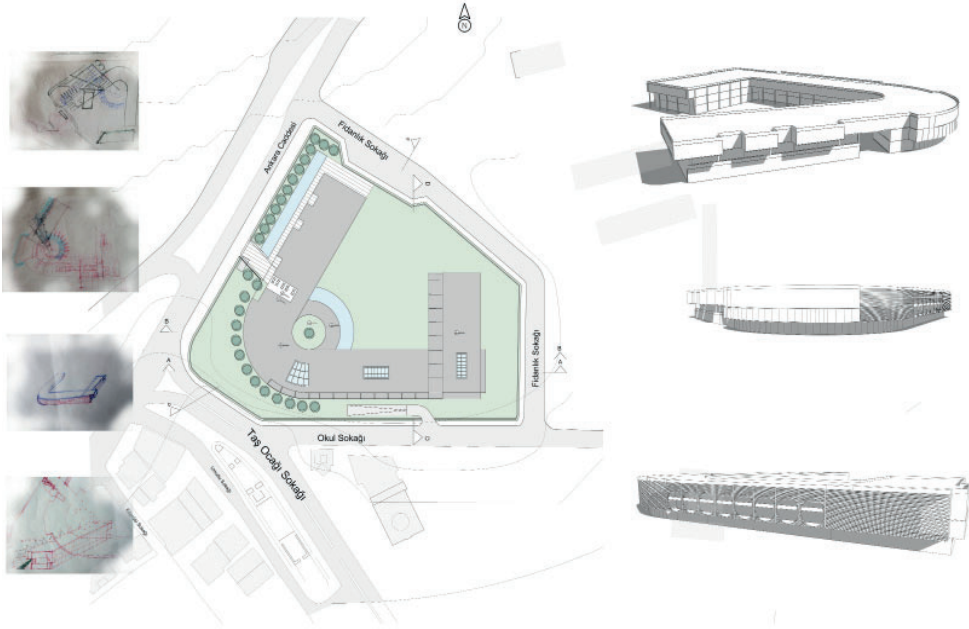 N
Fidanlık Sokağı
Ankara Caddesi
D
B
A
B
A
Fidanlık Sokağı
Okul Sokağı
Taş Ocağı Sokağı